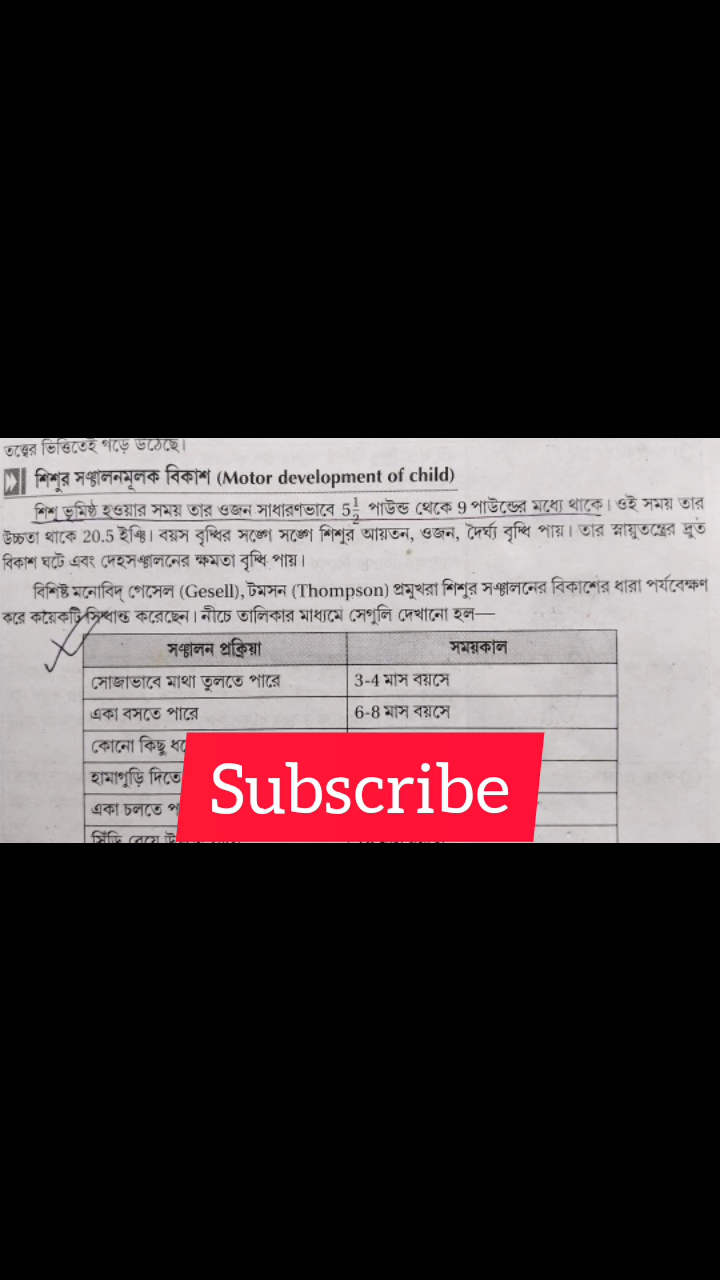 তত্ত্বের ভিত্তিতেই গড়ে উঠেছে।
শিশুর সঞ্চালনমূলক বিকাশ (Motor development of child)
শিশু ভূমিষ্ঠ হওয়ার সময় তার ওজন সাধারণভাবে 5½ পাউন্ড থেকে 9 পাউন্ডের মধ্যে থাকে। ওই সময় তার
উচ্চতা থাকে 20.5 ইঞ্চি। বয়স বৃদ্ধির সঙ্গে সঙ্গে শিশুর আয়তন, ওজন, দৈর্ঘ্য বৃদ্ধি পায়। তার স্নায়ুতন্ত্রের দ্রুত
বিকাশ ঘটে এবং দেহসঞ্চালনের ক্ষমতা বৃদ্ধি পায়।
বিশিষ্ট মনোবিদ্ গেসেল (Gesell), টমসন (Thompson) প্রমুখরা শিশুর সঞ্চালনের বিকাশের ধারা পর্যবেক্ষণ
করে কয়েকটি সিদ্ধান্ত করেছেন। নীচে তালিকার মাধ্যমে সেগুলি দেখানো হল—
সঞ্চালন প্রক্রিয়া সময়কাল
সোজাভাবে মাথা তুলতে পারে 3-4 মাস বয়সে
একা বসতে পারে 6-8 মাস বয়সে
কোনো কিছু
হামাগুড়ি দিতে
একা চলতে
সিঁড়ি বেয়ে
Subscribe